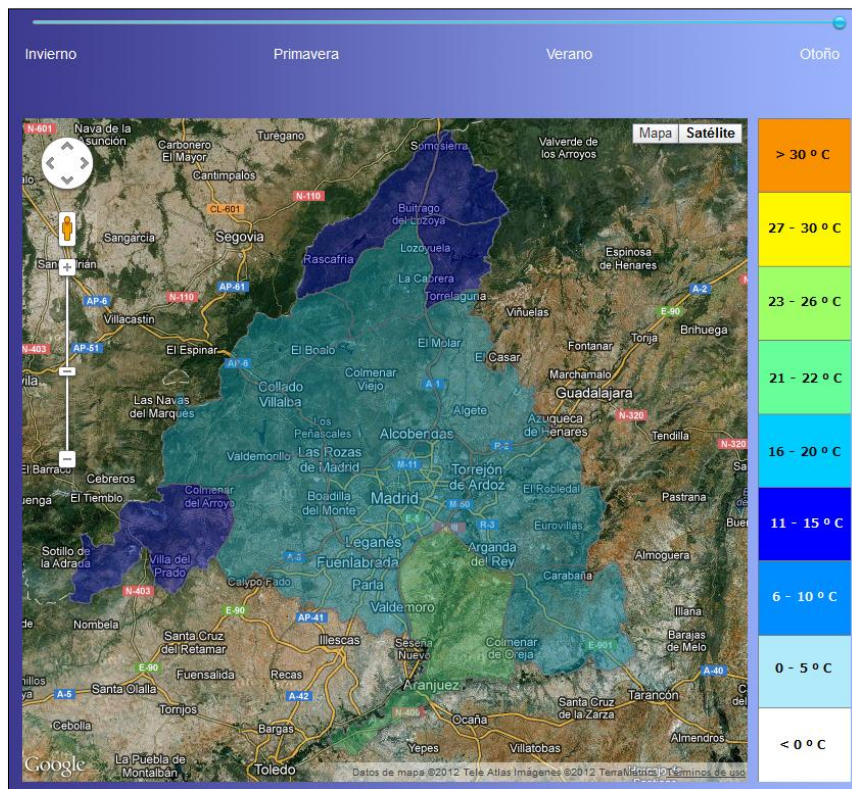 Invierno Primavera Verano Otoño
Mapa Satélite
N-601
Nava de la
Asunción
Carbonero
El Mayor
Turégano
Somosierra
Valverde de
los Arroyos
Cantimpalos
N-110
CL-601
Buitrago
del Lozoya
Sangarcía
Segovia
Lozoyuela
Rascafría
Espinosa
de Henares
La Cabrera
A-2
AP-6
AP-61
N-110
Torrelaguna
E-90
Villacastín
Viñuelas
Brihuega
N-403
AP-51
El Espinar
El Boalo
El Molar
Fontanar
Torija
El Casar
AP-6
Marchamalo
Colmenar
Viejo
A-1
Collado
Villalba
Guadalajara
Las Navas
del Marqués
Algete
Azuqueca
de Henares
N-320
Los
Peñascales
Alcobendas
R-2
Tendilla
N-320
Valdemorillo
Las Rozas
de Madrid
M-11
Torrejón
de Ardoz
El Barraco
Cebreros
El Tiemblo
Colmenar
del Arroyo
Boadilla
del Monte
Madrid
El Robledal
Pastrana
M-50
E-5
R-3
Eurovillas
Sotillo de
la Adrada
Leganés
Arganda
del Rey
Almoguera
Villa del
Prado
A-5
Fuenlabrada
Carabaña
Calypo Fado
Parla
N-403
E-90
Valdemoro
Illana
AP-41
Nombela
Santa Cruz
del Retamar
Illescas
Seseña
Nuevo
Colmenar
de Oreja
E-901
Barajas
de Melo
E-90
Fuensalida
Recas
A-40
A-5
Santa Olalla
A-42
Aranjuez
Santa Cruz
de la Zarza
Tarancón
Torrijos
N-400
Cebolla
Bargas
Ocaña
Almendros
Yepes
Villatobas
La Puebla de
Montalbán
Toledo
Google
Datos de mapa ©2012 Tele Atlas Imágenes ©2012 TerraMetrics Términos de uso
> 30 º C
27 - 30 º C
23 - 26 º C
21 - 22 º C
16 - 20 º C
11 - 15 º C
6 - 10 º C
0 - 5 º C
< 0 º C